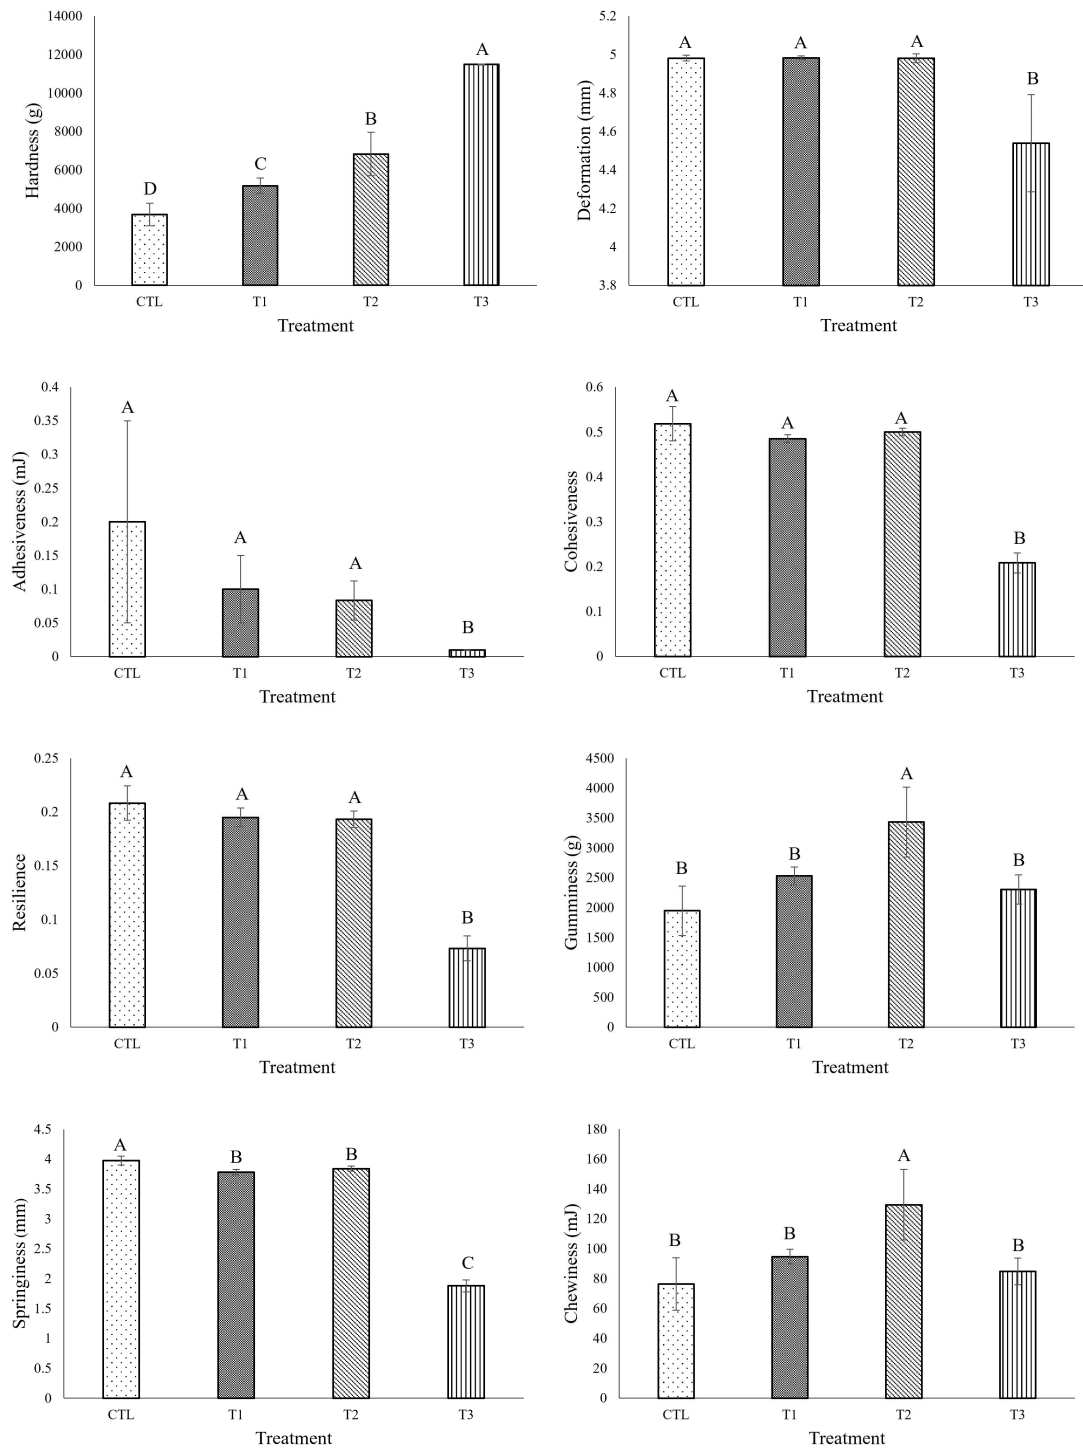 Hardness (g)
14000
12000
10000
8000
6000
4000
2000
0
D
C
B
A
CTL
T1
T2
T3
Treatment
Deformation (mm)
5.2
5
4.8
4.6
4.4
4.2
4
3.8
A
A
A
B
CTL
T1
T2
T3
Treatment
Adhesiveness (mJ)
0.4
0.35
0.3
0.25
0.2
0.15
0.1
0.05
0
A
A
A
B
CTL
T1
T2
T3
Treatment
Cohesiveness
0.6
0.5
0.4
0.3
0.2
0.1
0
A
A
A
B
CTL
T1
T2
T3
Treatment
Resilience
0.25
0.2
0.15
0.1
0.05
0
A
A
A
B
CTL
T1
T2
T3
Treatment
Gumminess (g)
4500
4000
3500
3000
2500
2000
1500
1000
500
0
B
B
A
B
CTL
T1
T2
T3
Treatment
Springiness (mm)
4.5
4
3.5
3
2.5
2
1.5
1
0.5
0
A
B
B
C
CTL
T1
T2
T3
Treatment
Chewiness (mJ)
180
160
140
120
100
80
60
40
20
0
B
B
A
B
CTL
T1
T2
T3
Treatment